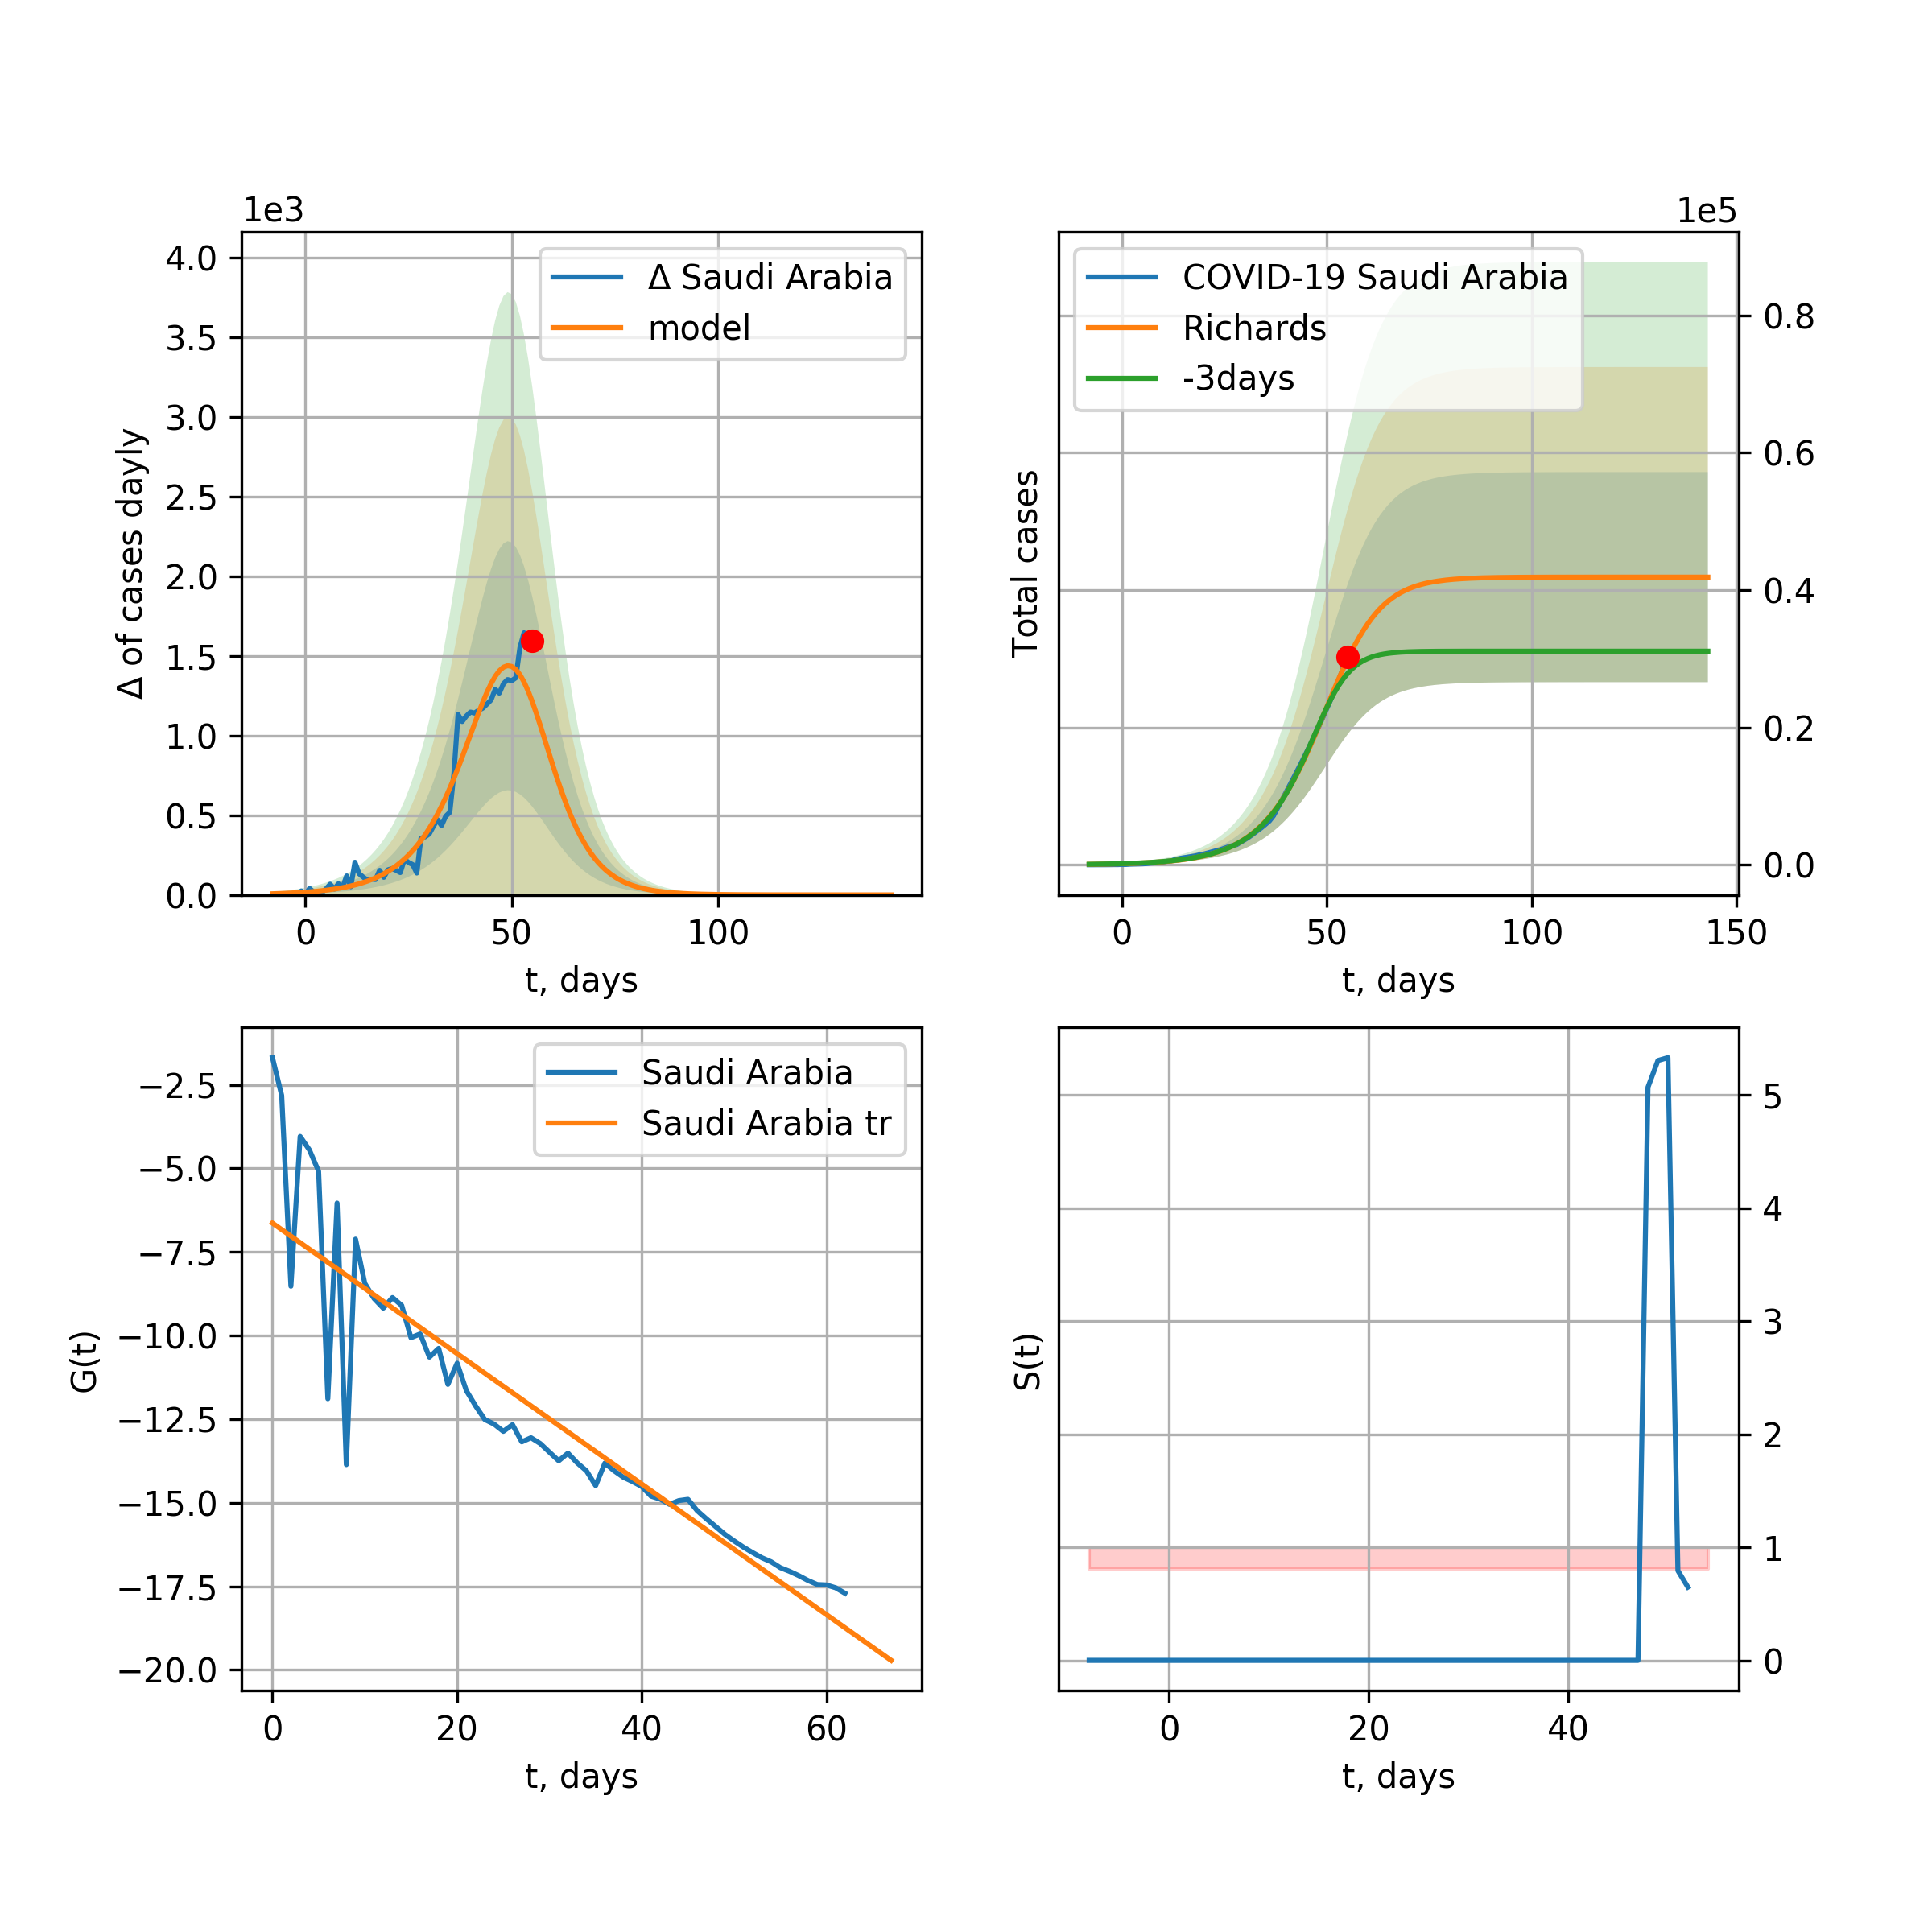 1e3
4.0
3.5
3.0
2.5
2.0
1.5
1.0
0.5
0.0
Δ of cases dayly
Δ Saudi Arabia
model
0 50 100
t, days
1e5
Total cases
COVID-19 Saudi Arabia
Richards
-3days
0.8
0.6
0.4
0.2
0.0
0 50 100 150
t, days
−2.5
−5.0
−7.5
−10.0
−12.5
−15.0
−17.5
−20.0
G(t)
Saudi Arabia
Saudi Arabia tr
0 20 40 60
t, days
S(t)
5
4
3
2
1
0
0 20 40
t, days